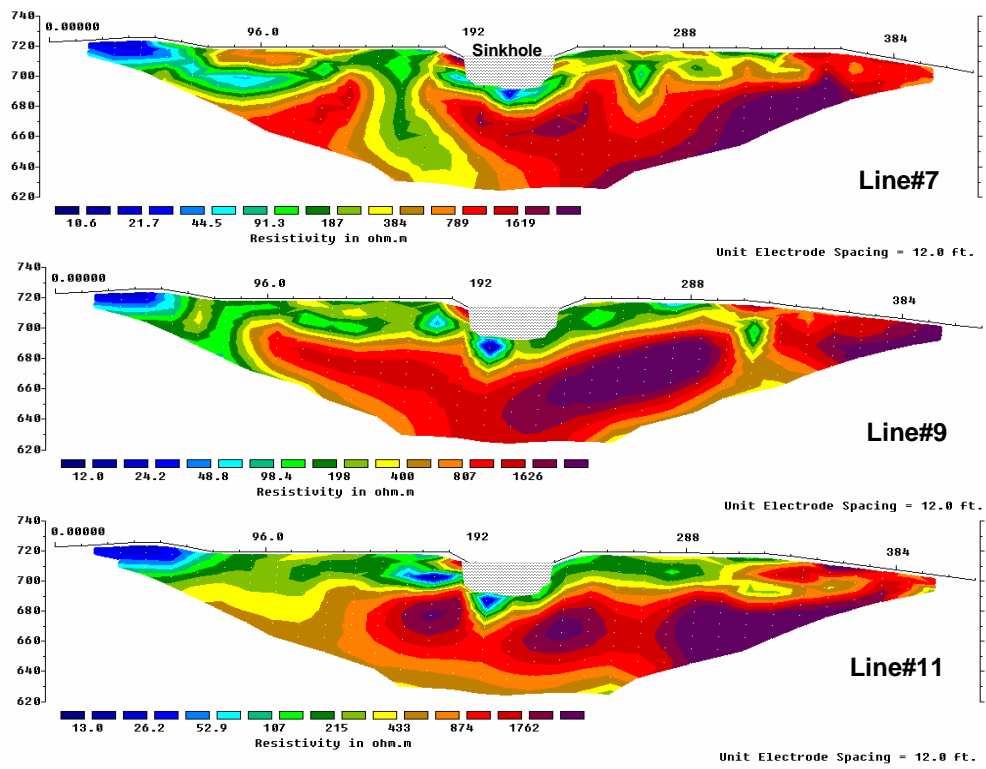 740
0.00000 96.0 192 288 384
720
Sinkhole
700
680
660
640
620
Line#7
10.6 21.7 44.5 91.3 187 384 789 1619
Resistivity in ohm.m
Unit Electrode Spacing = 12.0 ft.
740
0.00000 96.0 192 288 384
720
700
680
660
640
620
Line#9
12.0 24.2 48.8 98.4 198 400 807 1626
Resistivity in ohm.m
Unit Electrode Spacing = 12.0 ft.
740
0.00000 96.0 192 288 384
720
700
680
660
640
620
Line#11
13.0 26.2 52.9 107 215 433 874 1762
Resistivity in ohm.m
Unit Electrode Spacing = 12.0 ft.